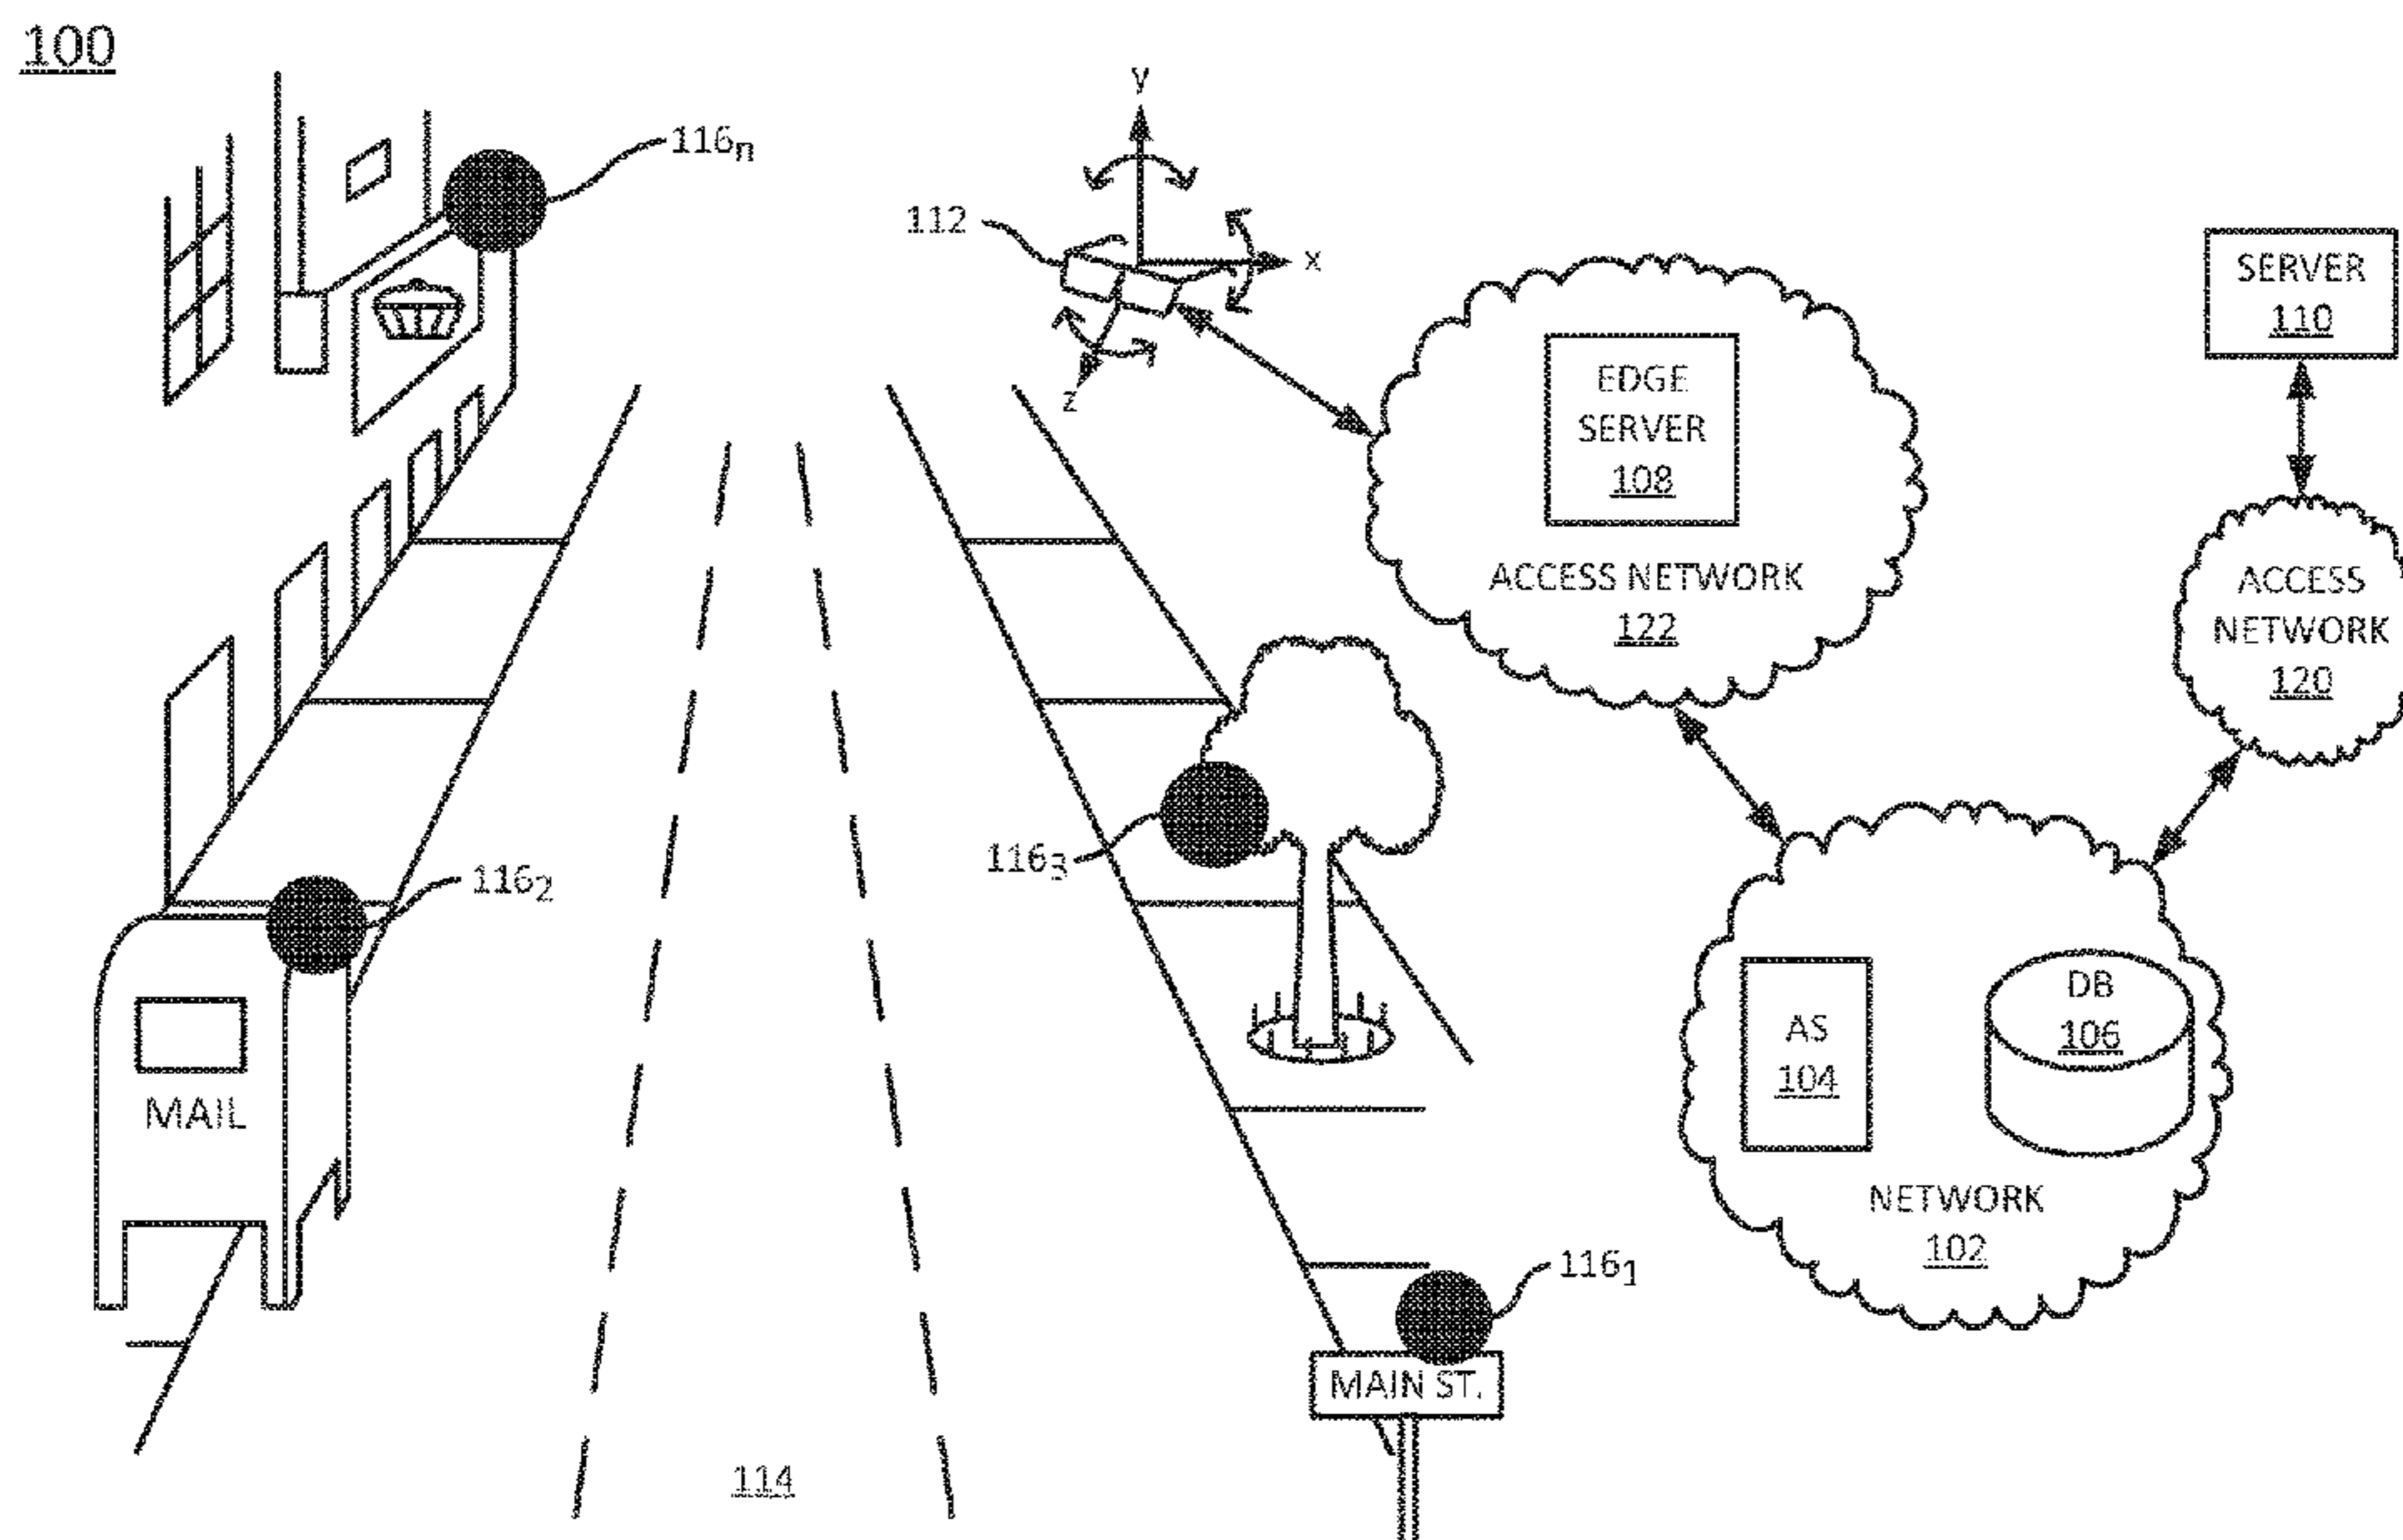 100
116n
y
112
x
z
SERVER
110
EDGE
SERVER
108
ACCESS NETWORK
122
ACCESS
NETWORK
120
1163
1162
MAIL
DB
106
AS
104
NETWORK
102
1161
MAIN ST.
114